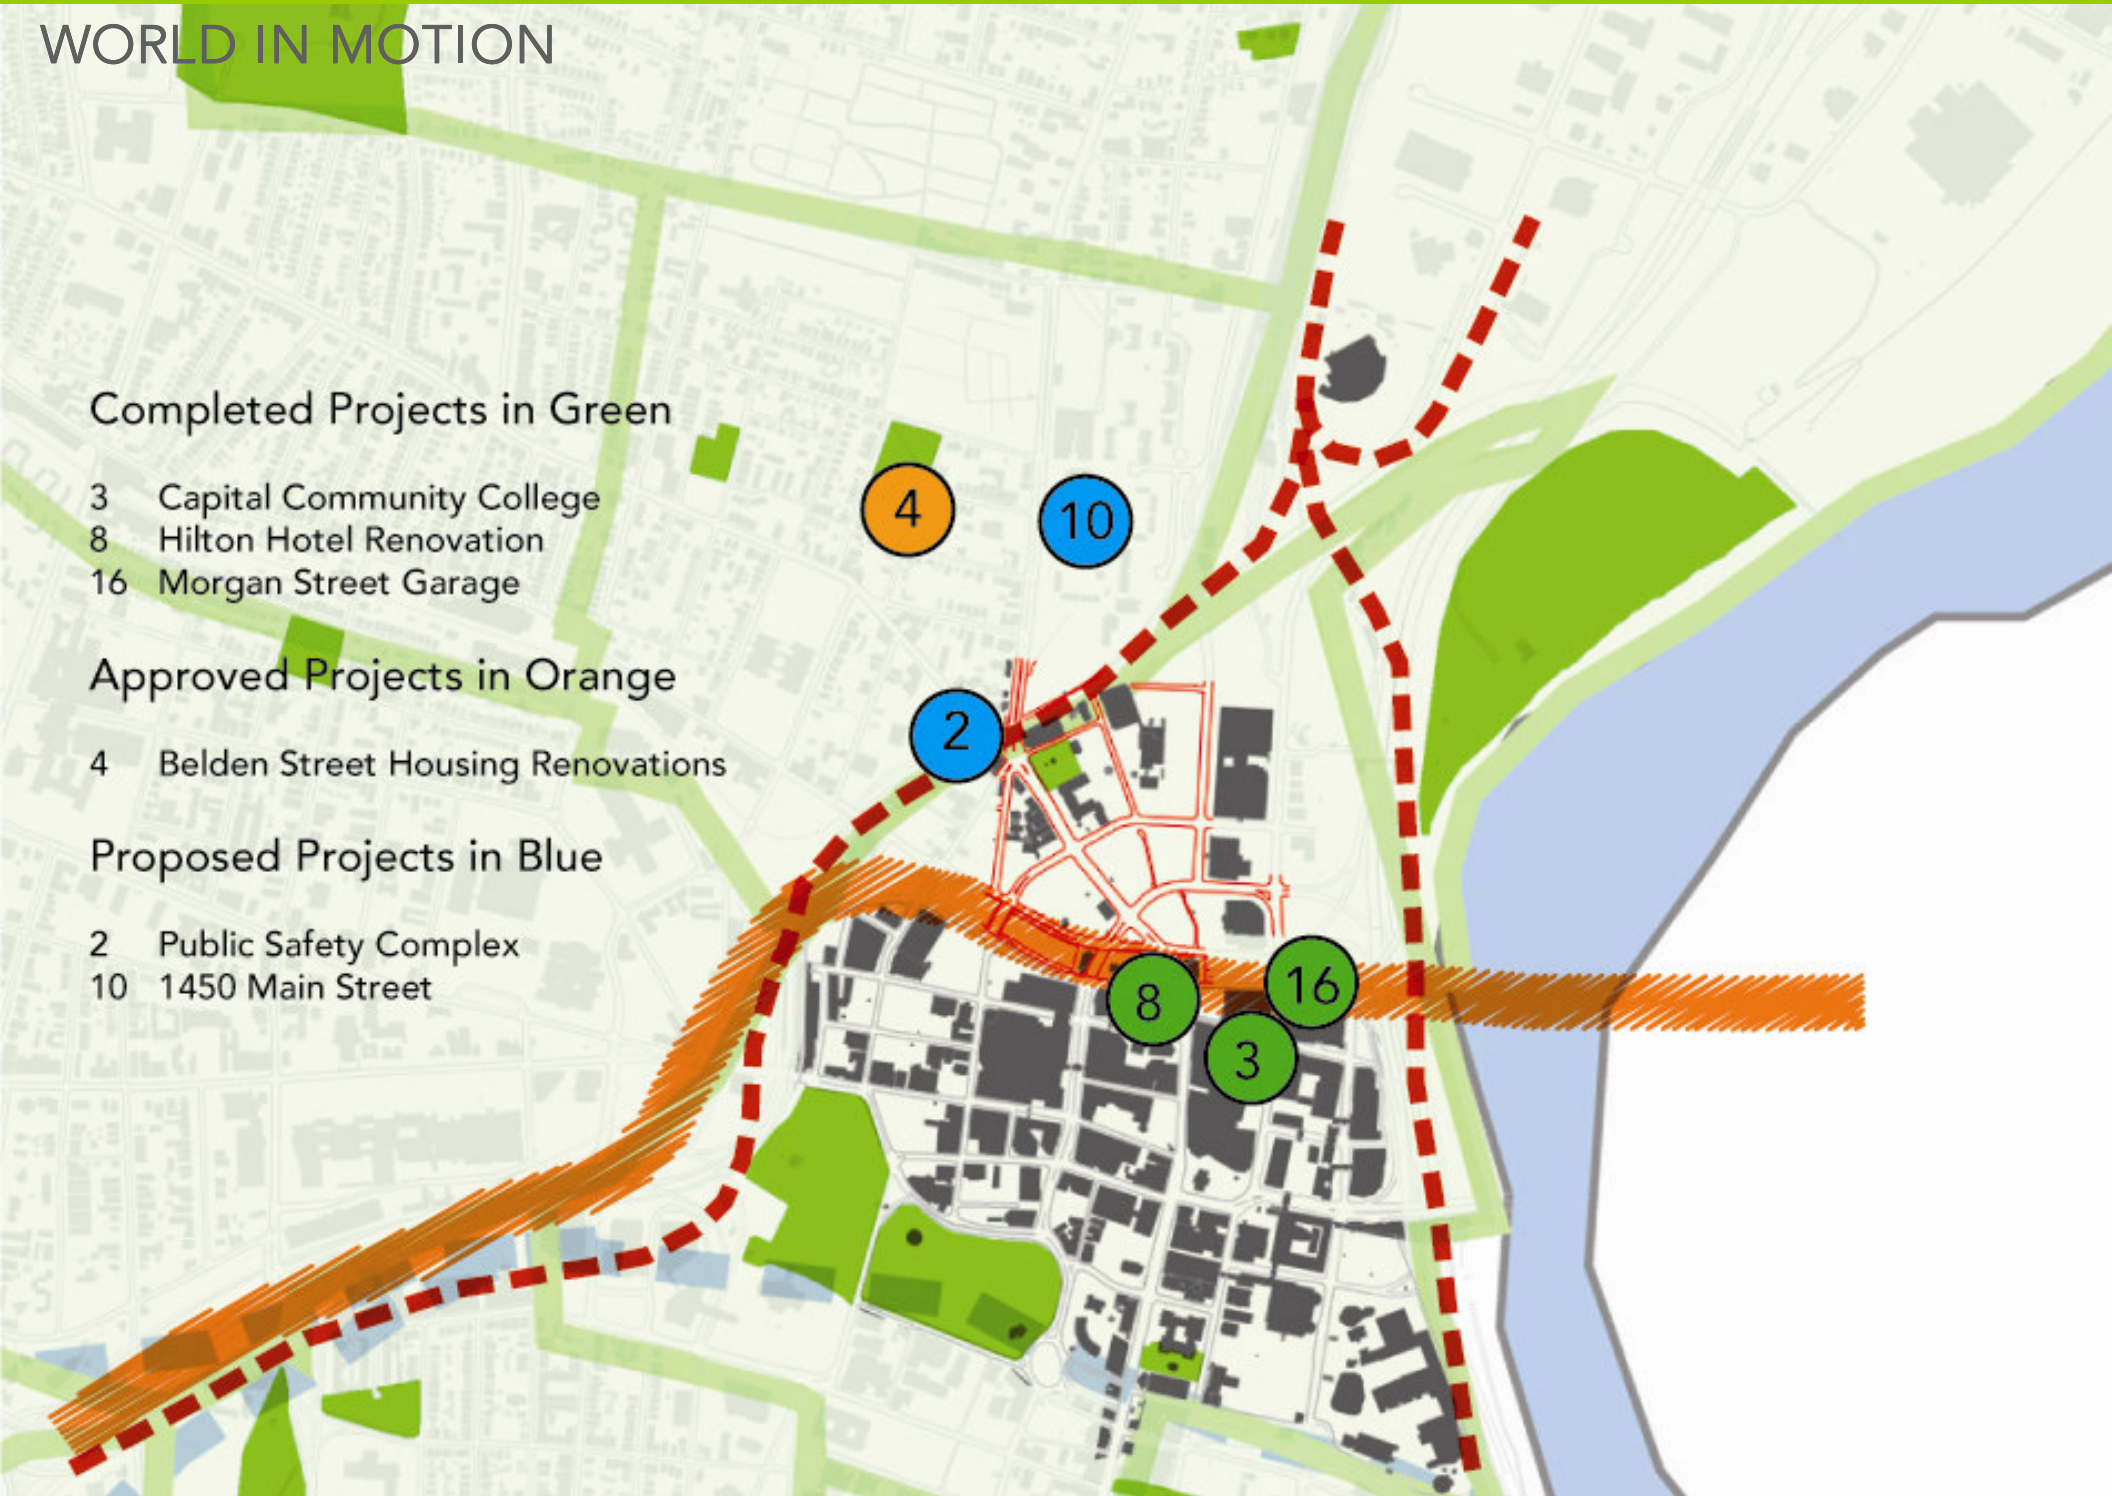 WORLD IN MOTION
Completed Projects in Green
3 Capital Community College
8 Hilton Hotel Renovation
16 Morgan Street Garage
Approved Projects in Orange
4 Belden Street Housing Renovations
Proposed Projects in Blue
2 Public Safety Complex
10 1450 Main Street
4
10
2
8
16
3